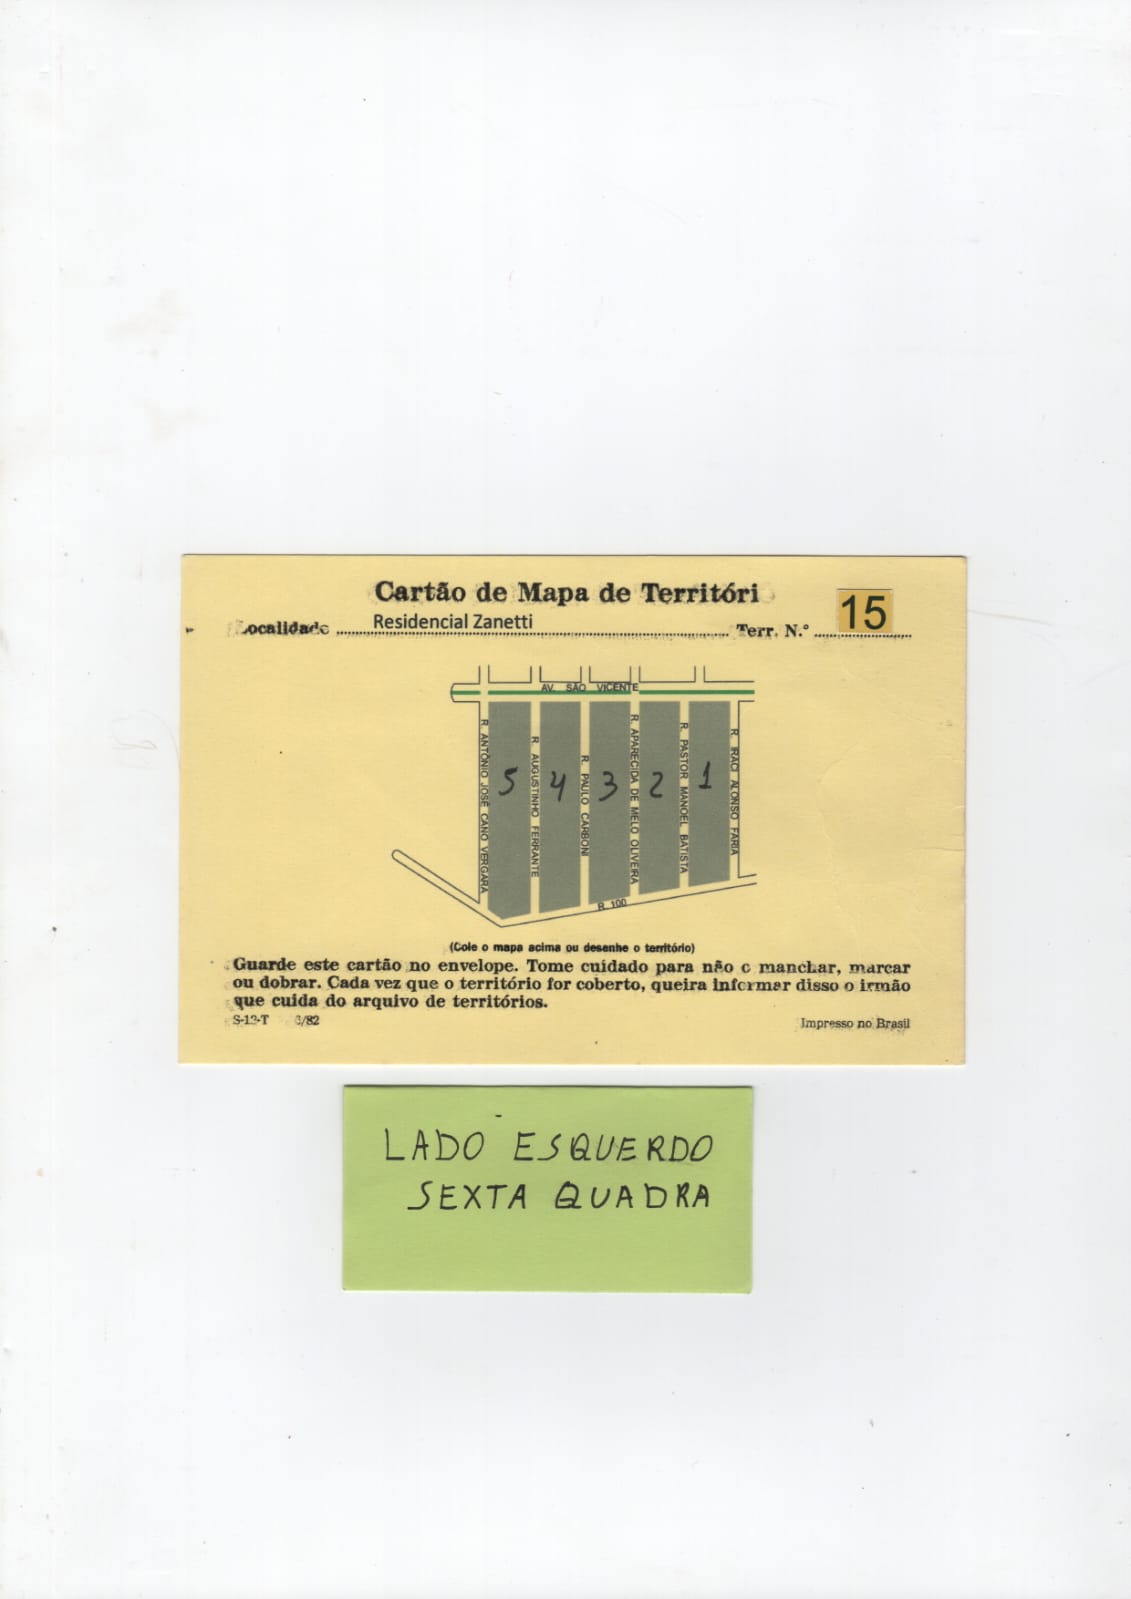 Cartão de Mapa de Territóri
Localidade Residencial Zanetti Terr. N.° 15
AV. SÃO VICENTE
R. ANTÔNIO JOSÉ CANO VERGARA
5
R. AUGUSTINHO FERRANTE
4
R. PAULO CARBONI
3
R. APARECIDA DE MELO OLIVEIRA
2
R. PASTOR MANOEL BATISTA
1
R. IRACI ALONSO FARIA
R. 100
(Cole o mapa acima ou desenhe o território)
Guarde este cartão no envelope. Tome cuidado para não o manchar, marcar
ou dobrar. Cada vez que o território for coberto, queira informar disso o irmão
que cuida do arquivo de territórios.
S-12-T 6/82 Impresso no Brasil
LADO ESQUERDO
SEXTA QUADRA